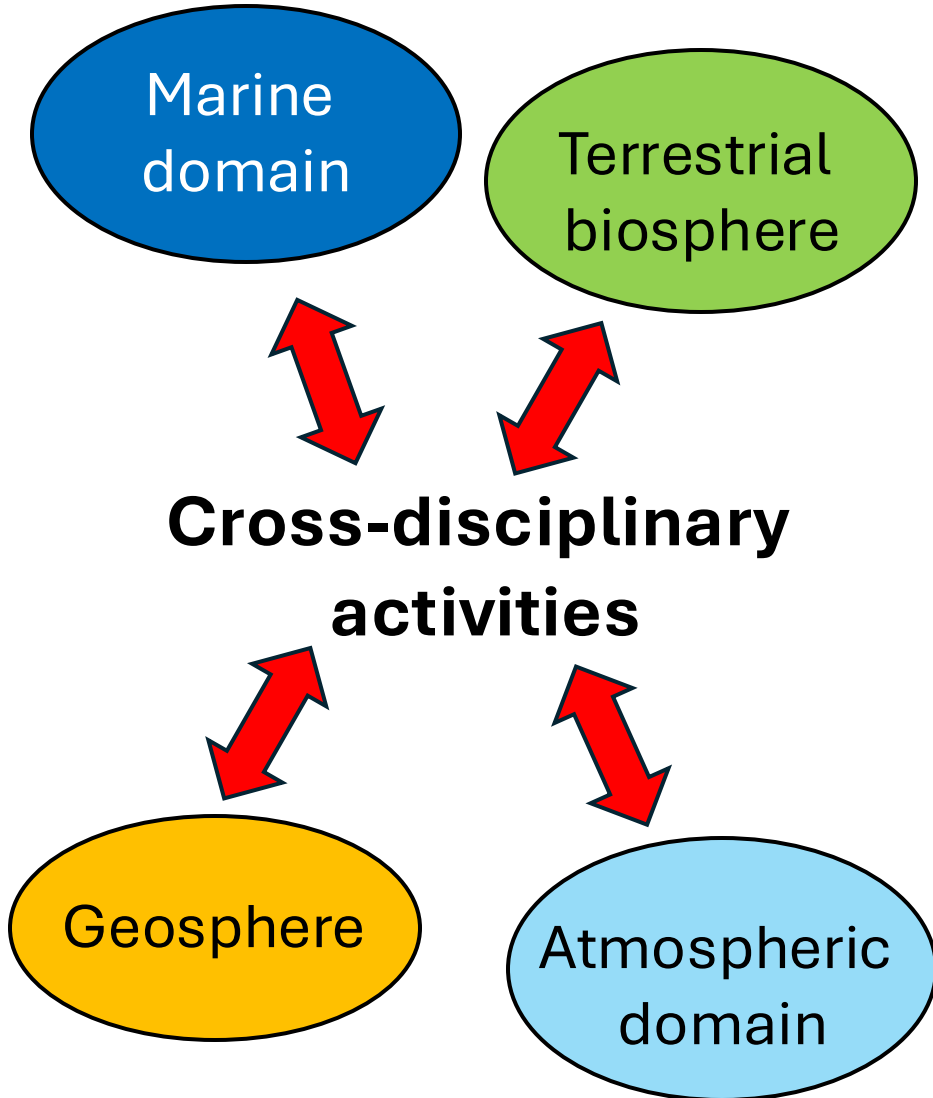 Marine
domain
Terrestrial
biosphere
Cross-disciplinary
activities
Geosphere
Atmospheric
domain